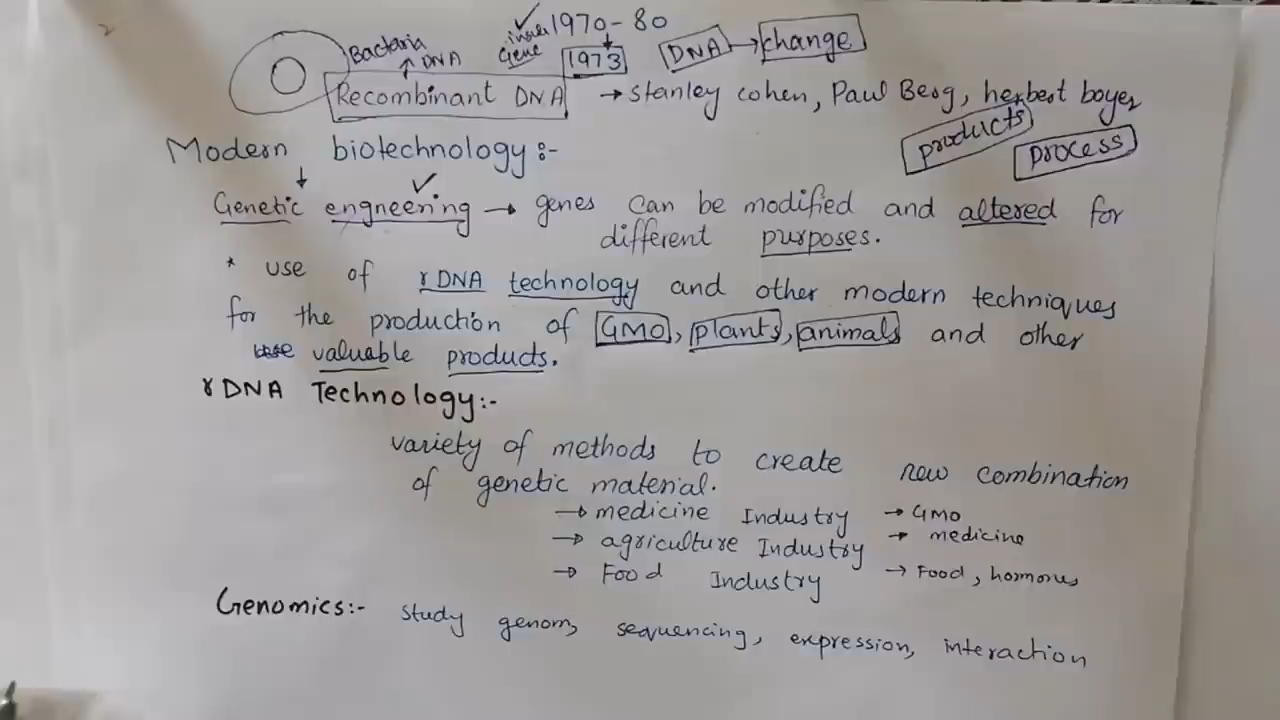 1970-80
Bacteria
DNA
Gene
1973
DNA → change
Recombinant DNA → Stanley cohen, Paul Berg, herbert boyer
products
process
Modern biotechnology:-
Genetic engneering → genes can be modified and altered for
different purposes.
* use of rDNA technology and other modern techniques
for the production of GMO, plants, animals and other
valuable products.
rDNA Technology:-
variety of methods to create new combination
of genetic material.
→ medicine Industry → GMO
→ agriculture Industry → medicine
→ Food Industry → Food, hormones
Genomics:- study genom, sequencing, expression, interaction